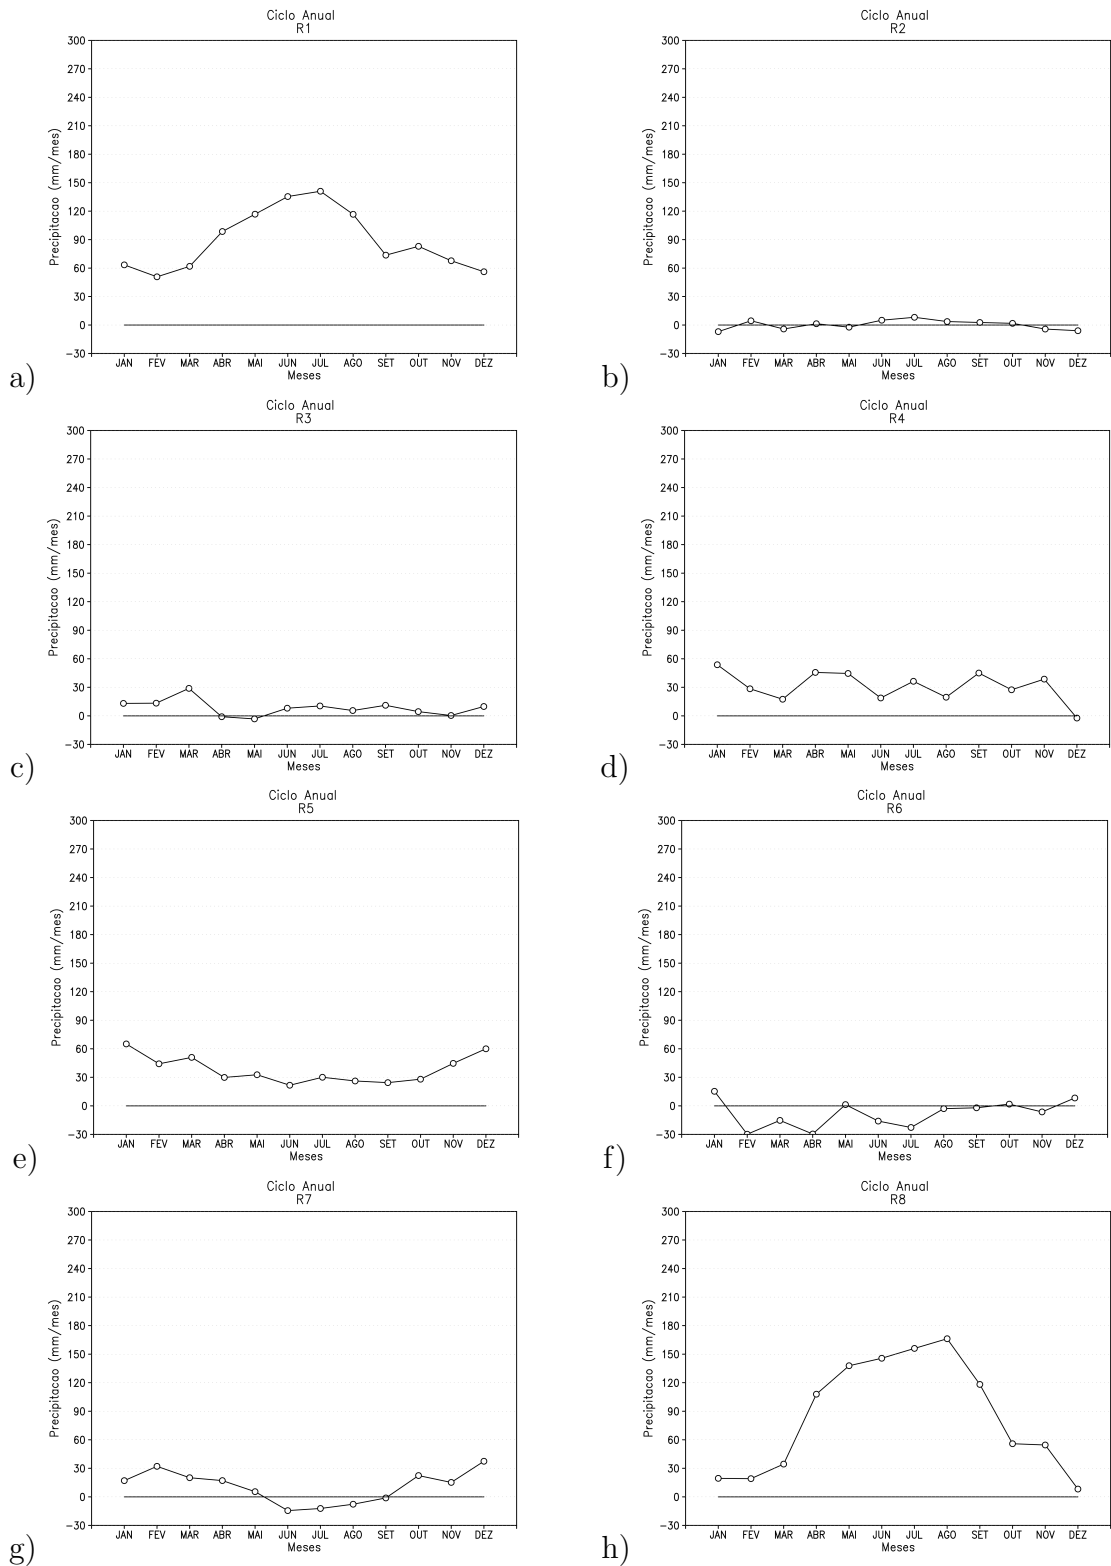 Ciclo Anual
R1
300
270
240
210
180
150
120
90
60
30
0
−30
Precipitacao (mm/mes)
JAN FEV MAR ABR MAI JUN JUL AGO SET OUT NOV DEZ
Meses
a)
Ciclo Anual
R2
300
270
240
210
180
150
120
90
60
30
0
−30
Precipitacao (mm/mes)
JAN FEV MAR ABR MAI JUN JUL AGO SET OUT NOV DEZ
Meses
b)
Ciclo Anual
R3
300
270
240
210
180
150
120
90
60
30
0
−30
Precipitacao (mm/mes)
JAN FEV MAR ABR MAI JUN JUL AGO SET OUT NOV DEZ
Meses
c)
Ciclo Anual
R4
300
270
240
210
180
150
120
90
60
30
0
−30
Precipitacao (mm/mes)
JAN FEV MAR ABR MAI JUN JUL AGO SET OUT NOV DEZ
Meses
d)
Ciclo Anual
R5
300
270
240
210
180
150
120
90
60
30
0
−30
Precipitacao (mm/mes)
JAN FEV MAR ABR MAI JUN JUL AGO SET OUT NOV DEZ
Meses
e)
Ciclo Anual
R6
300
270
240
210
180
150
120
90
60
30
0
−30
Precipitacao (mm/mes)
JAN FEV MAR ABR MAI JUN JUL AGO SET OUT NOV DEZ
Meses
f)
Ciclo Anual
R7
300
270
240
210
180
150
120
90
60
30
0
−30
Precipitacao (mm/mes)
JAN FEV MAR ABR MAI JUN JUL AGO SET OUT NOV DEZ
Meses
g)
Ciclo Anual
R8
300
270
240
210
180
150
120
90
60
30
0
−30
Precipitacao (mm/mes)
JAN FEV MAR ABR MAI JUN JUL AGO SET OUT NOV DEZ
Meses
h)